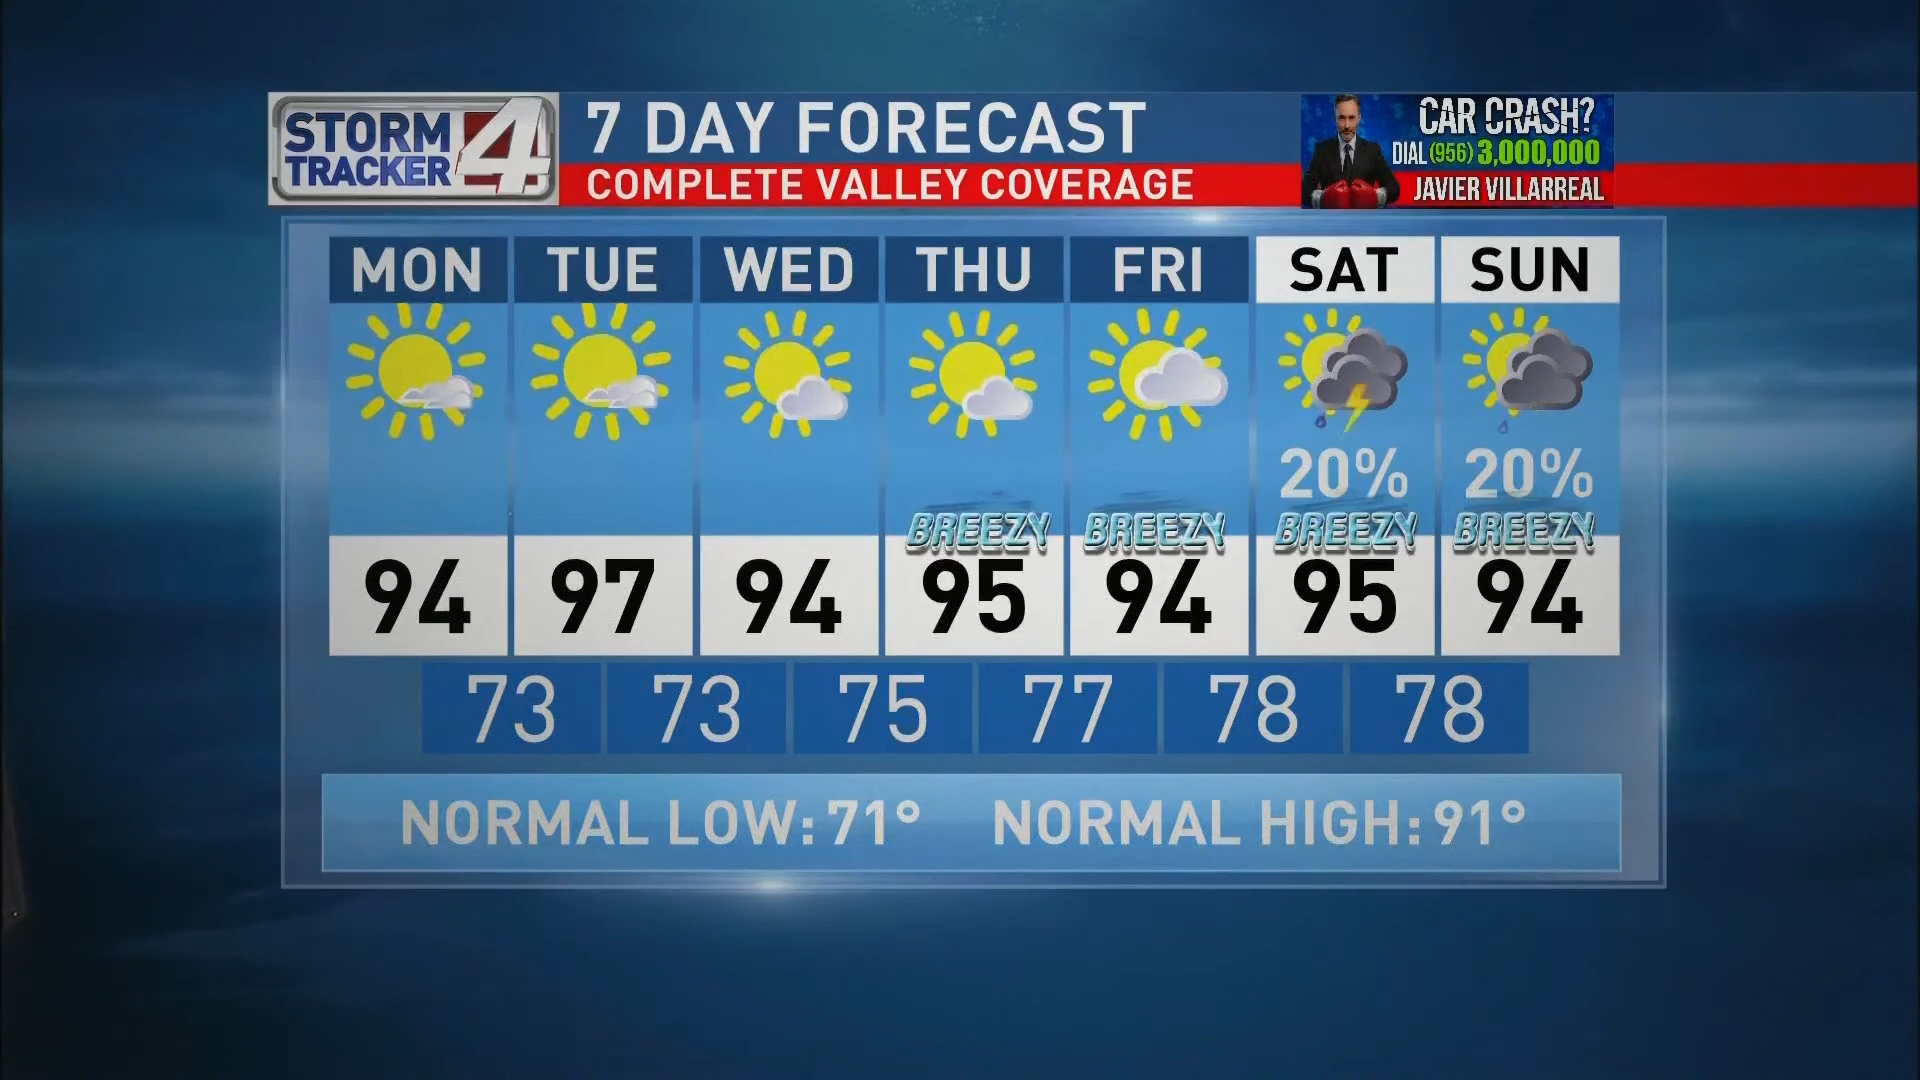 STORM TRACKER 4
7 DAY FORECAST
COMPLETE VALLEY COVERAGE
CAR CRASH?
DIAL (956) 3,000,000
JAVIER VILLARREAL
MON TUE WED THU FRI SAT SUN
20% 20%
BREEZY BREEZY BREEZY BREEZY
94 97 94 95 94 95 94
73 73 75 77 78 78
NORMAL LOW: 71° NORMAL HIGH: 91°